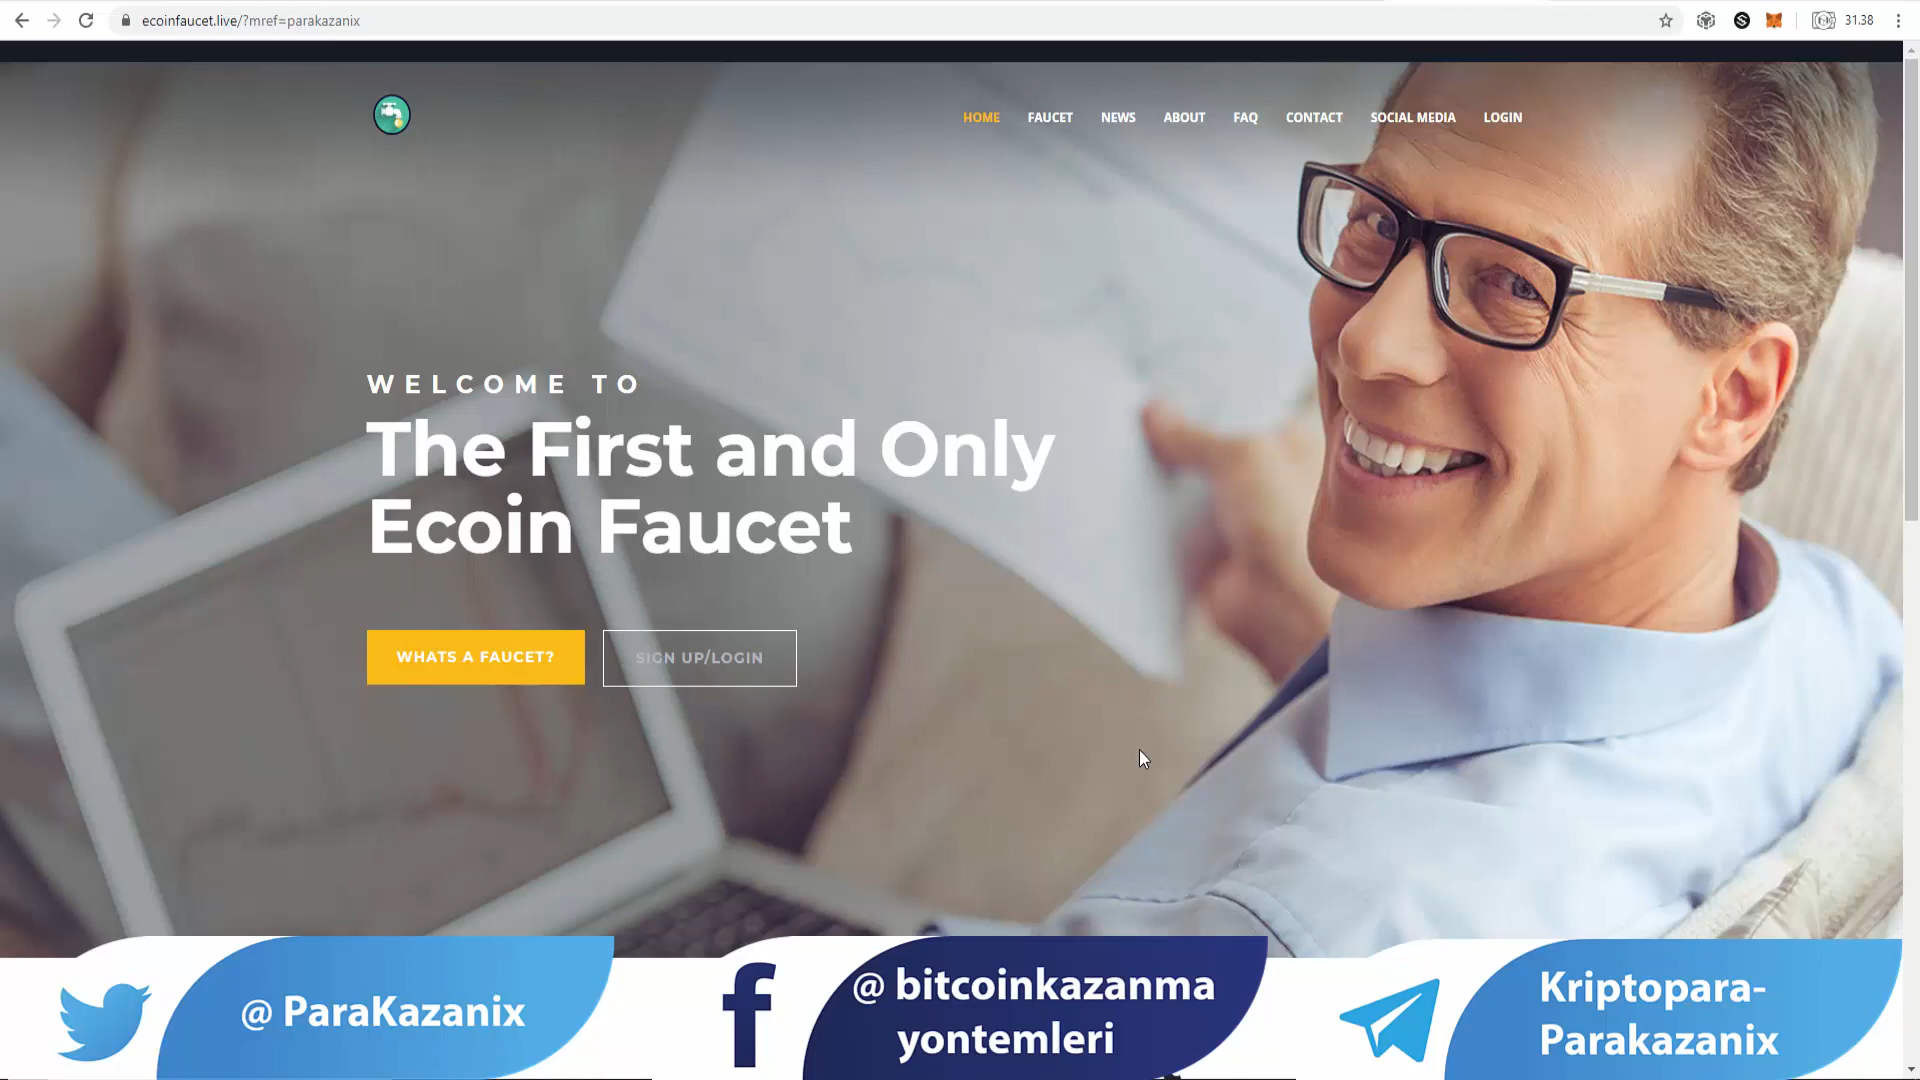 ecoinfaucet.live/?mref=parakazanix
31.38
HOME FAUCET NEWS ABOUT FAQ CONTACT SOCIAL MEDIA LOGIN
WELCOME TO
The First and Only
Ecoin Faucet
WHATS A FAUCET? SIGN UP/LOGIN
@ ParaKazanix
@ bitcoinkazanma
yontemleri
Kriptopara-
Parakazanix